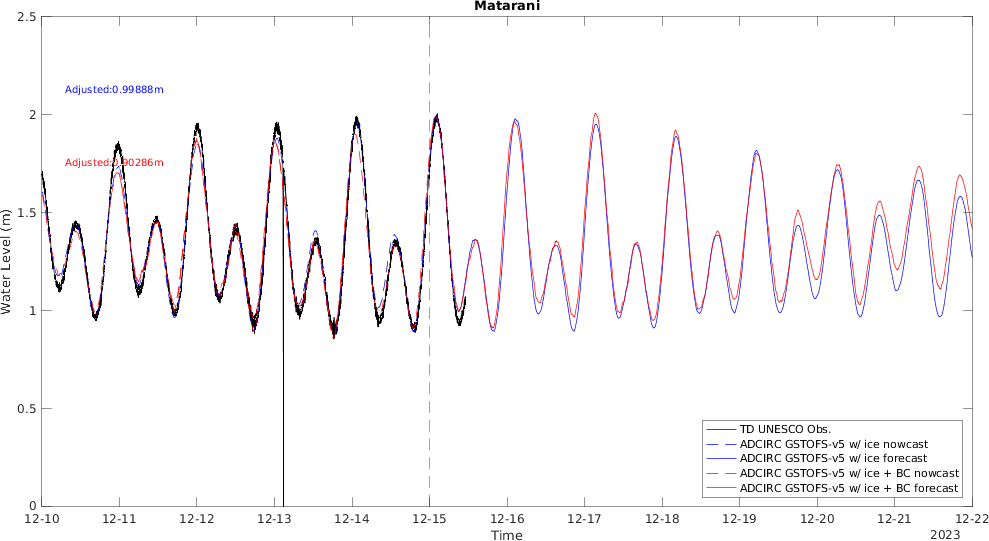 Matarani
2.5
2
1.5
1
0.5
0
Water Level (m)
Adjusted:0.99888m
Adjusted:0.90286m
TD UNESCO Obs.
ADCIRC GSTOFS-v5 w/ ice nowcast
ADCIRC GSTOFS-v5 w/ ice forecast
ADCIRC GSTOFS-v5 w/ ice + BC nowcast
ADCIRC GSTOFS-v5 w/ ice + BC forecast
12-10 12-11 12-12 12-13 12-14 12-15 12-16 12-17 12-18 12-19 12-20 12-21 12-22
Time
2023